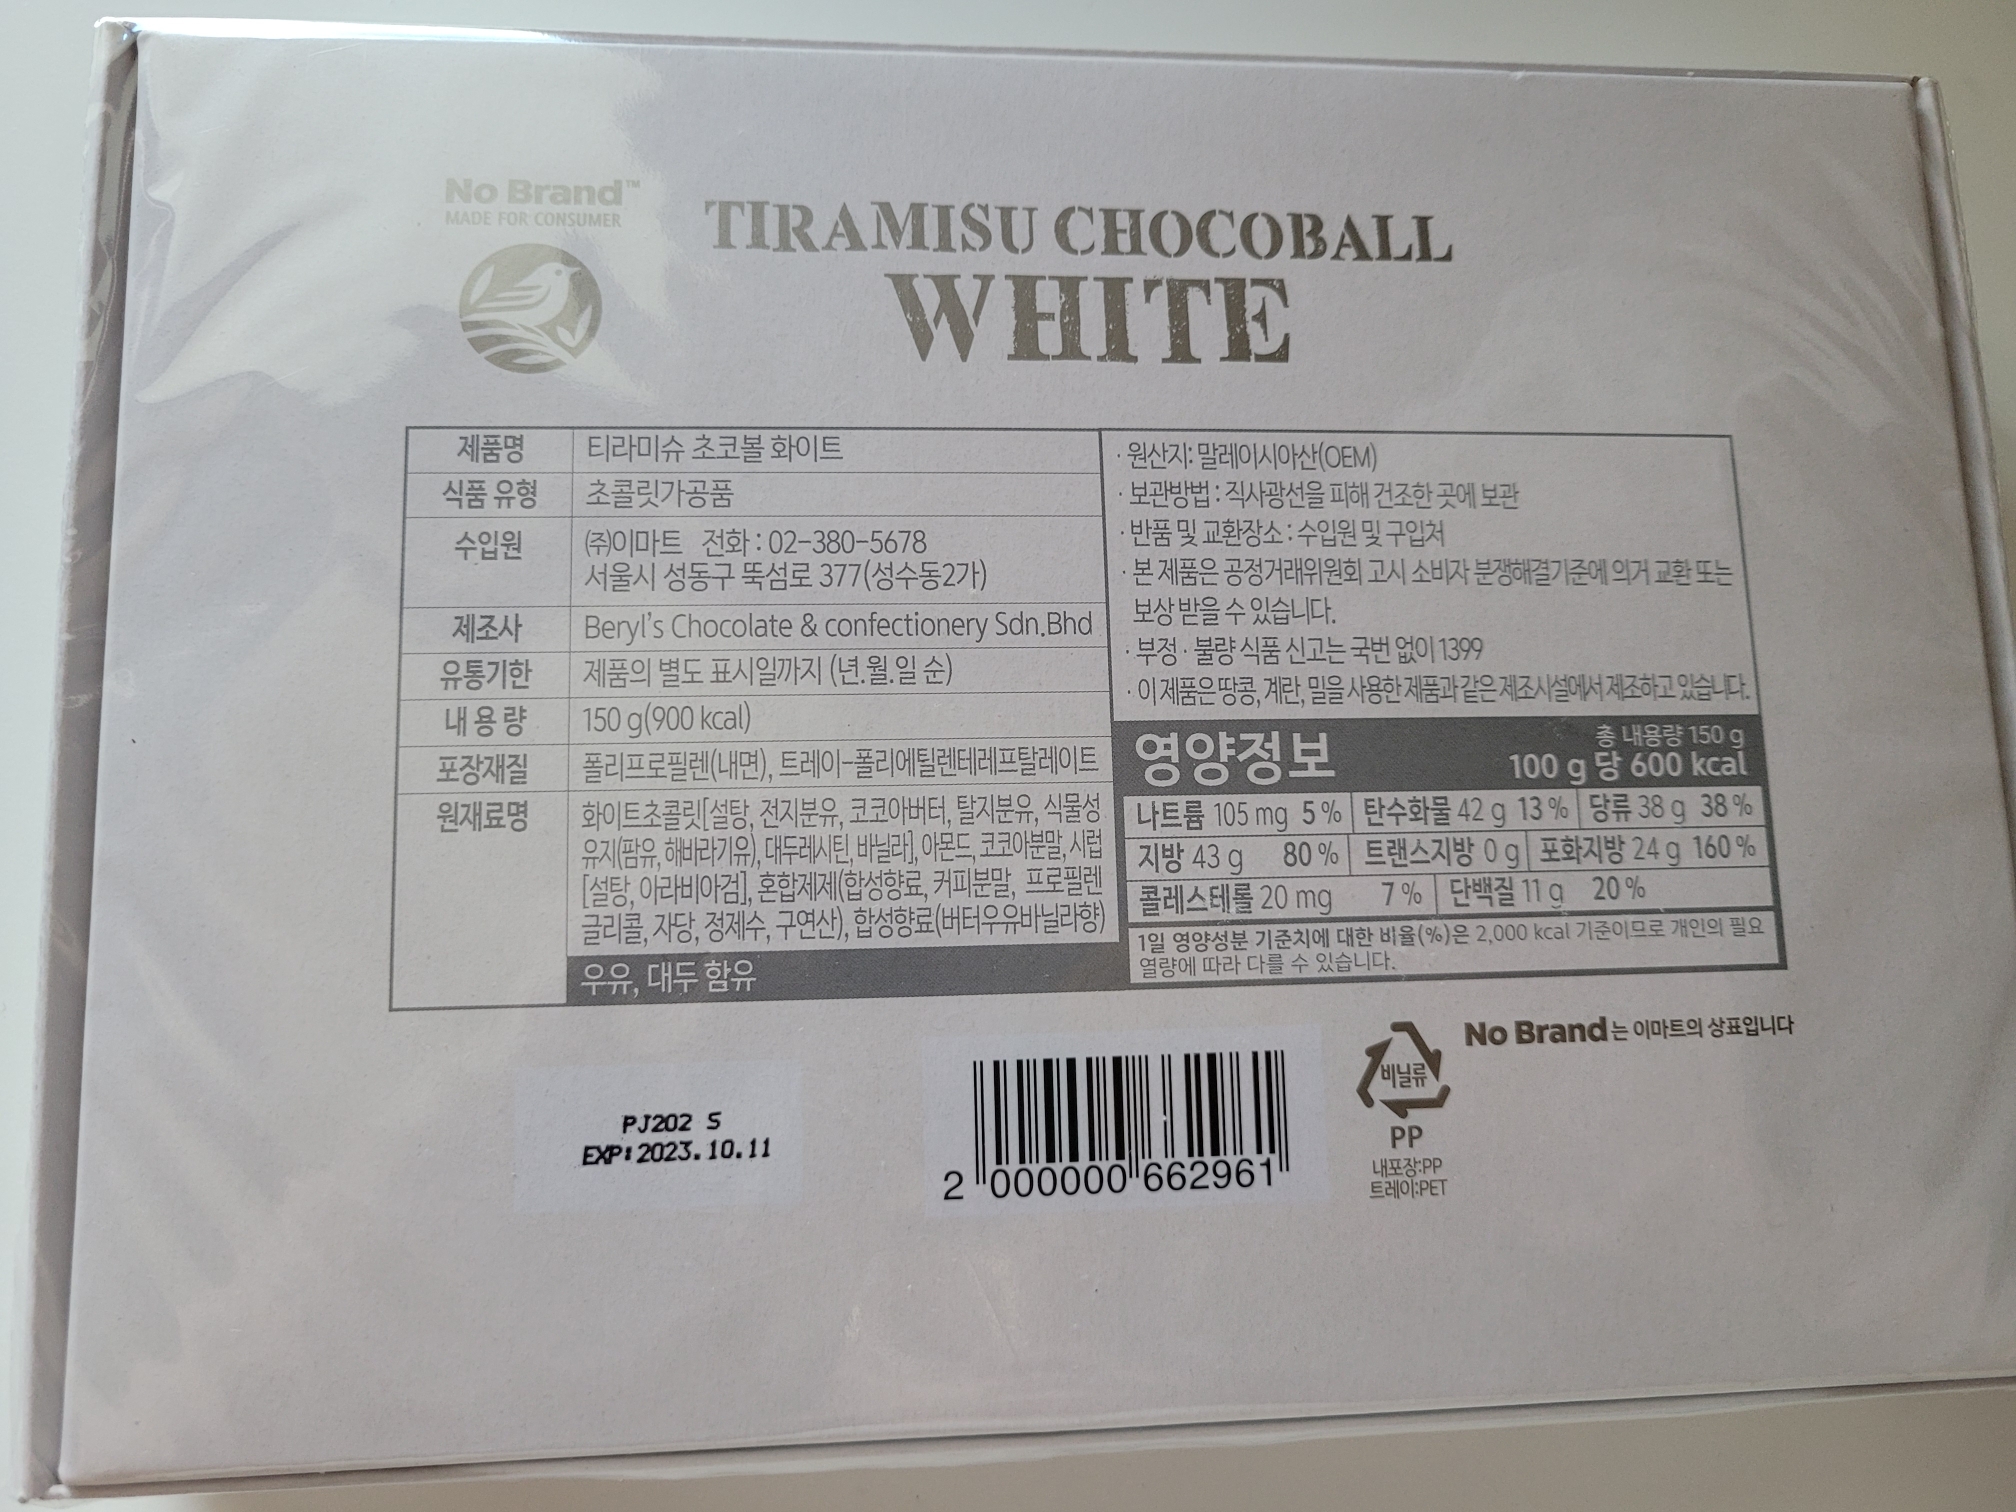 No Brand™
MADE FOR CONSUMER
TIRAMISU CHOCOBALL
WHITE
제품명 티라미슈 초코볼 화이트
식품 유형 초콜릿가공품
수입원 ㈜이마트 전화 : 02-380-5678
서울시 성동구 뚝섬로 377(성수동2가)
제조사 Beryl's Chocolate & confectionery Sdn.Bhd
유통기한 제품의 별도 표시일까지 (년.월.일 순)
내용량 150 g(900 kcal)
포장재질 폴리프로필렌(내면), 트레이-폴리에틸렌테레프탈레이트
원재료명 화이트초콜릿[설탕, 전지분유, 코코아버터, 탈지분유, 식물성
유지(팜유, 해바라기유), 대두레시틴, 바닐라], 아몬드, 코코아분말, 시럽
[설탕, 아라비아검], 혼합제제(합성향료, 커피분말, 프로필렌
글리콜, 자당, 정제수, 구연산), 합성향료(버터우유바닐라향)
우유, 대두 함유
· 원산지: 말레이시아산(OEM)
· 보관방법 : 직사광선을 피해 건조한 곳에 보관
· 반품 및 교환장소 : 수입원 및 구입처
· 본 제품은 공정거래위원회 고시 소비자 분쟁해결기준에 의거 교환 또는
보상 받을 수 있습니다.
· 부정 · 불량 식품 신고는 국번 없이 1399
· 이 제품은 땅콩, 계란, 밀을 사용한 제품과 같은 제조시설에서 제조하고 있습니다.
영양정보 총 내용량 150 g
100 g 당 600 kcal
나트륨 105 mg 5 % 탄수화물 42 g 13 % 당류 38 g 38 %
지방 43 g 80 % 트랜스지방 0 g 포화지방 24 g 160 %
콜레스테롤 20 mg 7 % 단백질 11 g 20 %
1일 영양성분 기준치에 대한 비율(%)은 2,000 kcal 기준이므로 개인의 필요
열량에 따라 다를 수 있습니다.
No Brand는 이마트의 상표입니다
비닐류
PP
내포장:PP
트레이:PET
PJ202 S
EXP:2023.10.11
2 000000 662961